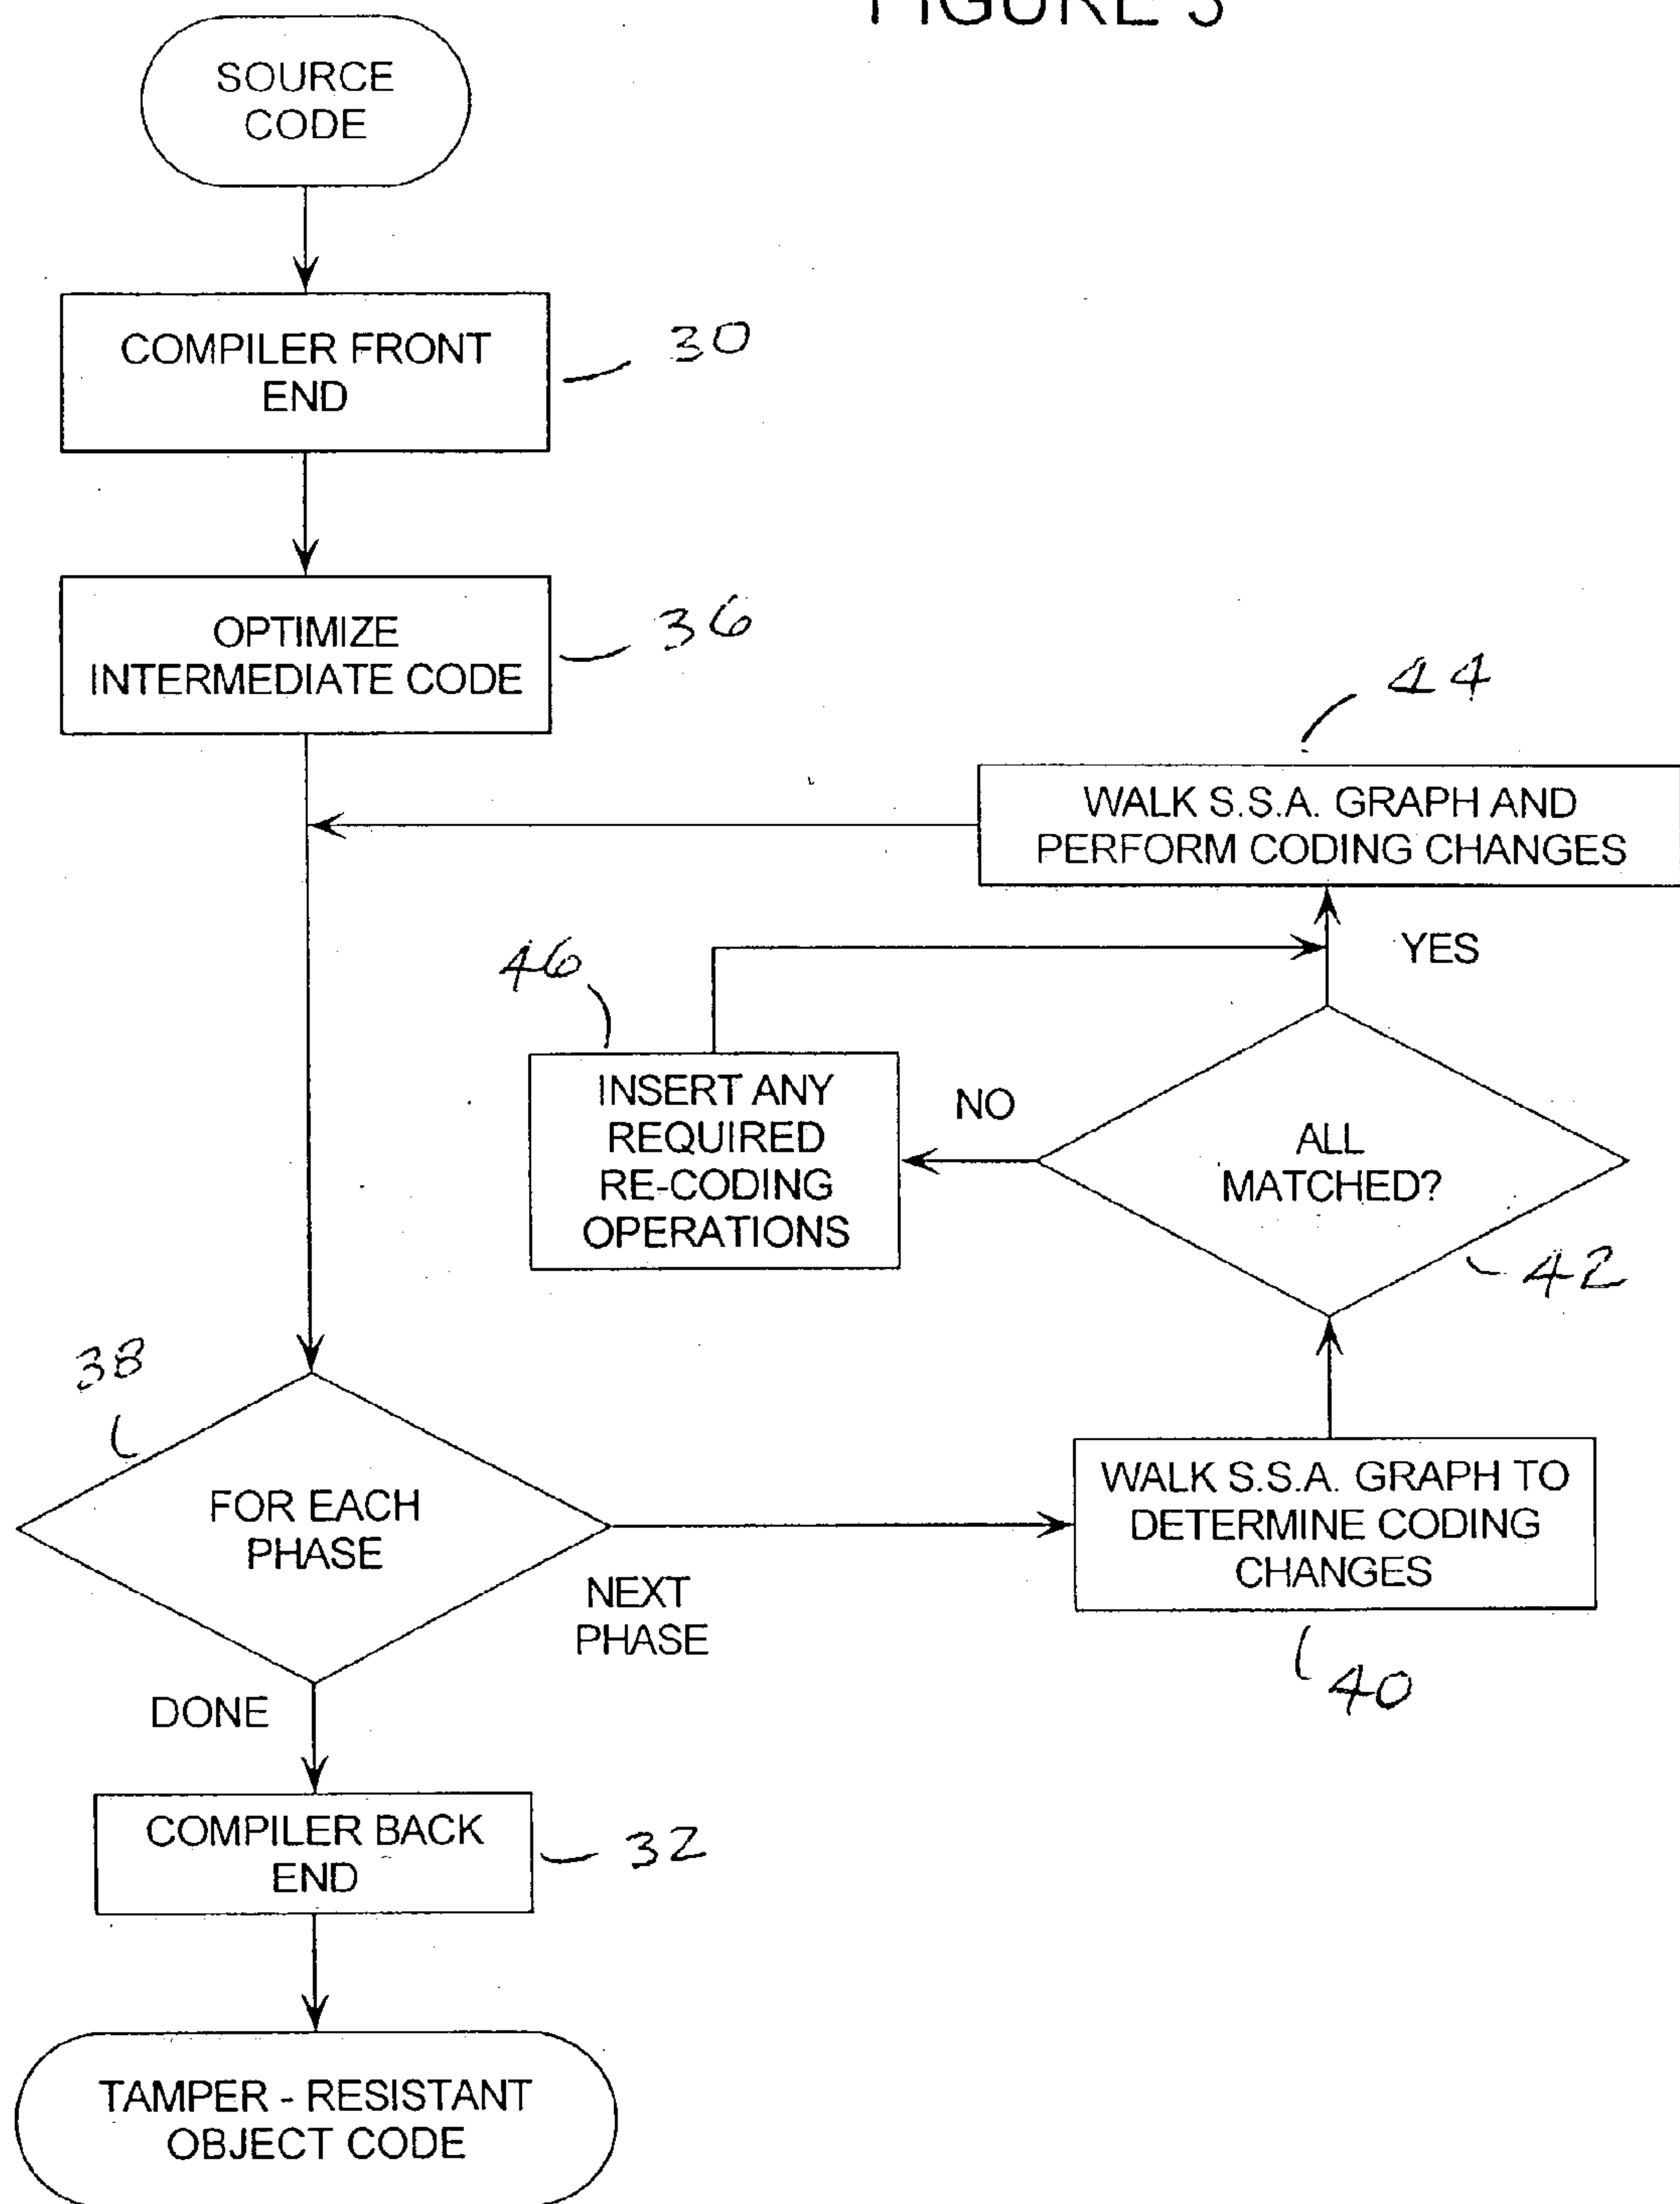 FIGURE 3
SOURCE
CODE
COMPILER FRONT
END
30
OPTIMIZE
INTERMEDIATE CODE
36
44
WALK S.S.A. GRAPH AND
PERFORM CODING CHANGES
YES
46
INSERT ANY
REQUIRED
RE-CODING
OPERATIONS
NO
ALL
MATCHED?
42
38
FOR EACH
PHASE
NEXT
PHASE
WALK S.S.A. GRAPH TO
DETERMINE CODING
CHANGES
40
DONE
COMPILER BACK
END
32
TAMPER - RESISTANT
OBJECT CODE